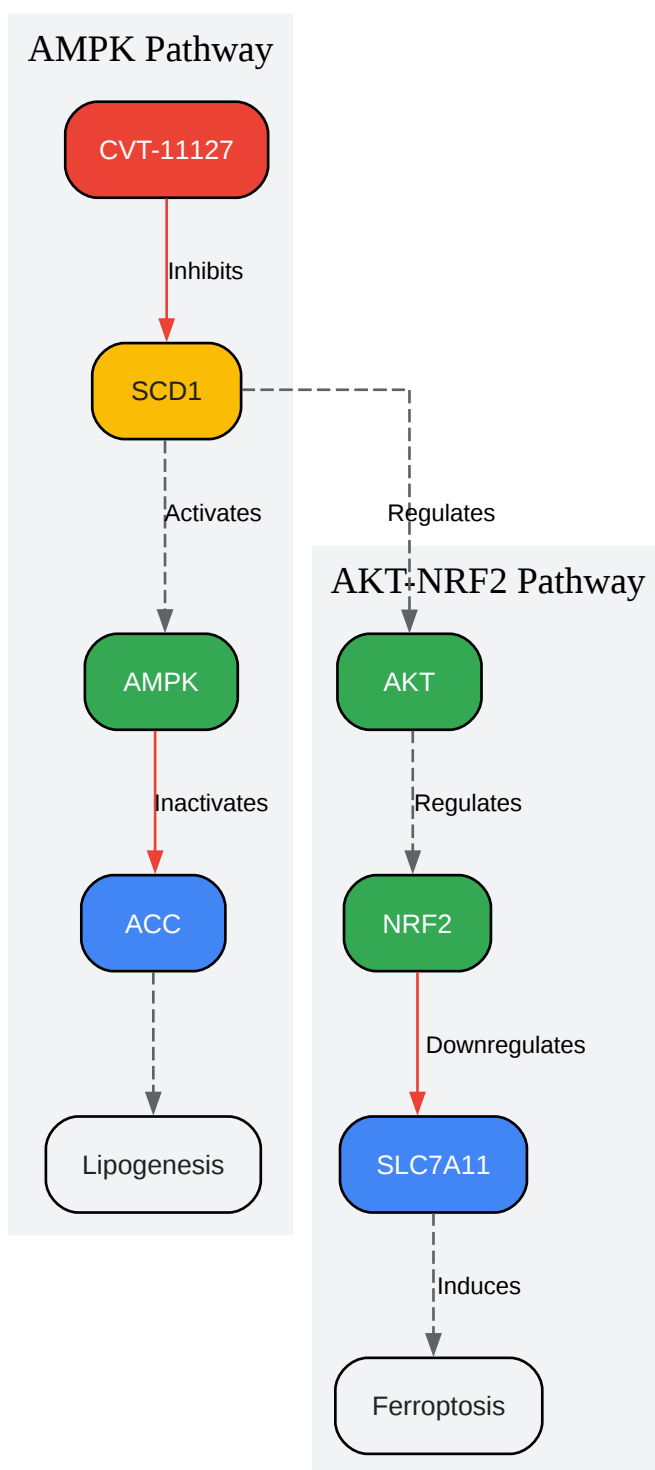 AMPK Pathway
CVT-11127
Inhibits
SCD1
Activates
Regulates
AKT-NRF2 Pathway
AMPK
AKT
Inactivates
Regulates
ACC
NRF2
Downregulates
Lipogenesis
SLC7A11
Induces
Ferroptosis